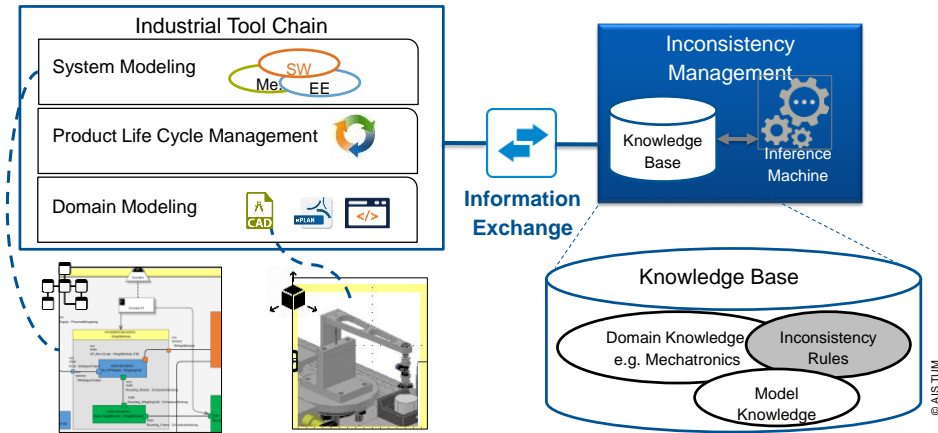 Industrial Tool Chain
System Modeling
SW
Me.
EE
Product Life Cycle Management
Domain Modeling
CAD
ePLAN
</>
Information
Exchange
Inconsistency
Management
Knowledge
Base
Inference
Machine
Knowledge Base
Domain Knowledge
e.g. Mechatronics
Inconsistency
Rules
Model
Knowledge
© AIS TUM